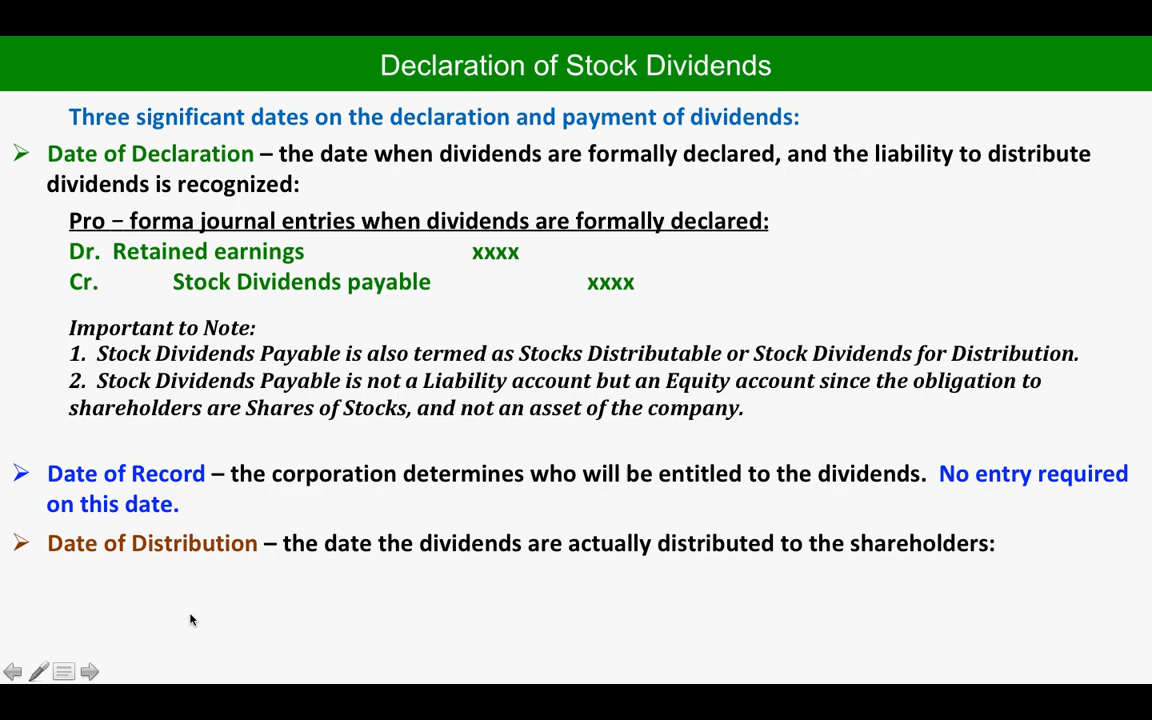 Declaration of Stock Dividends
Three significant dates on the declaration and payment of dividends:
Date of Declaration – the date when dividends are formally declared, and the liability to distribute
dividends is recognized:
Pro – forma journal entries when dividends are formally declared:
Dr. Retained earnings xxxx
Cr. Stock Dividends payable xxxx
Important to Note:
1. Stock Dividends Payable is also termed as Stocks Distributable or Stock Dividends for Distribution.
2. Stock Dividends Payable is not a Liability account but an Equity account since the obligation to
shareholders are Shares of Stocks, and not an asset of the company.
Date of Record – the corporation determines who will be entitled to the dividends. No entry required
on this date.
Date of Distribution – the date the dividends are actually distributed to the shareholders: